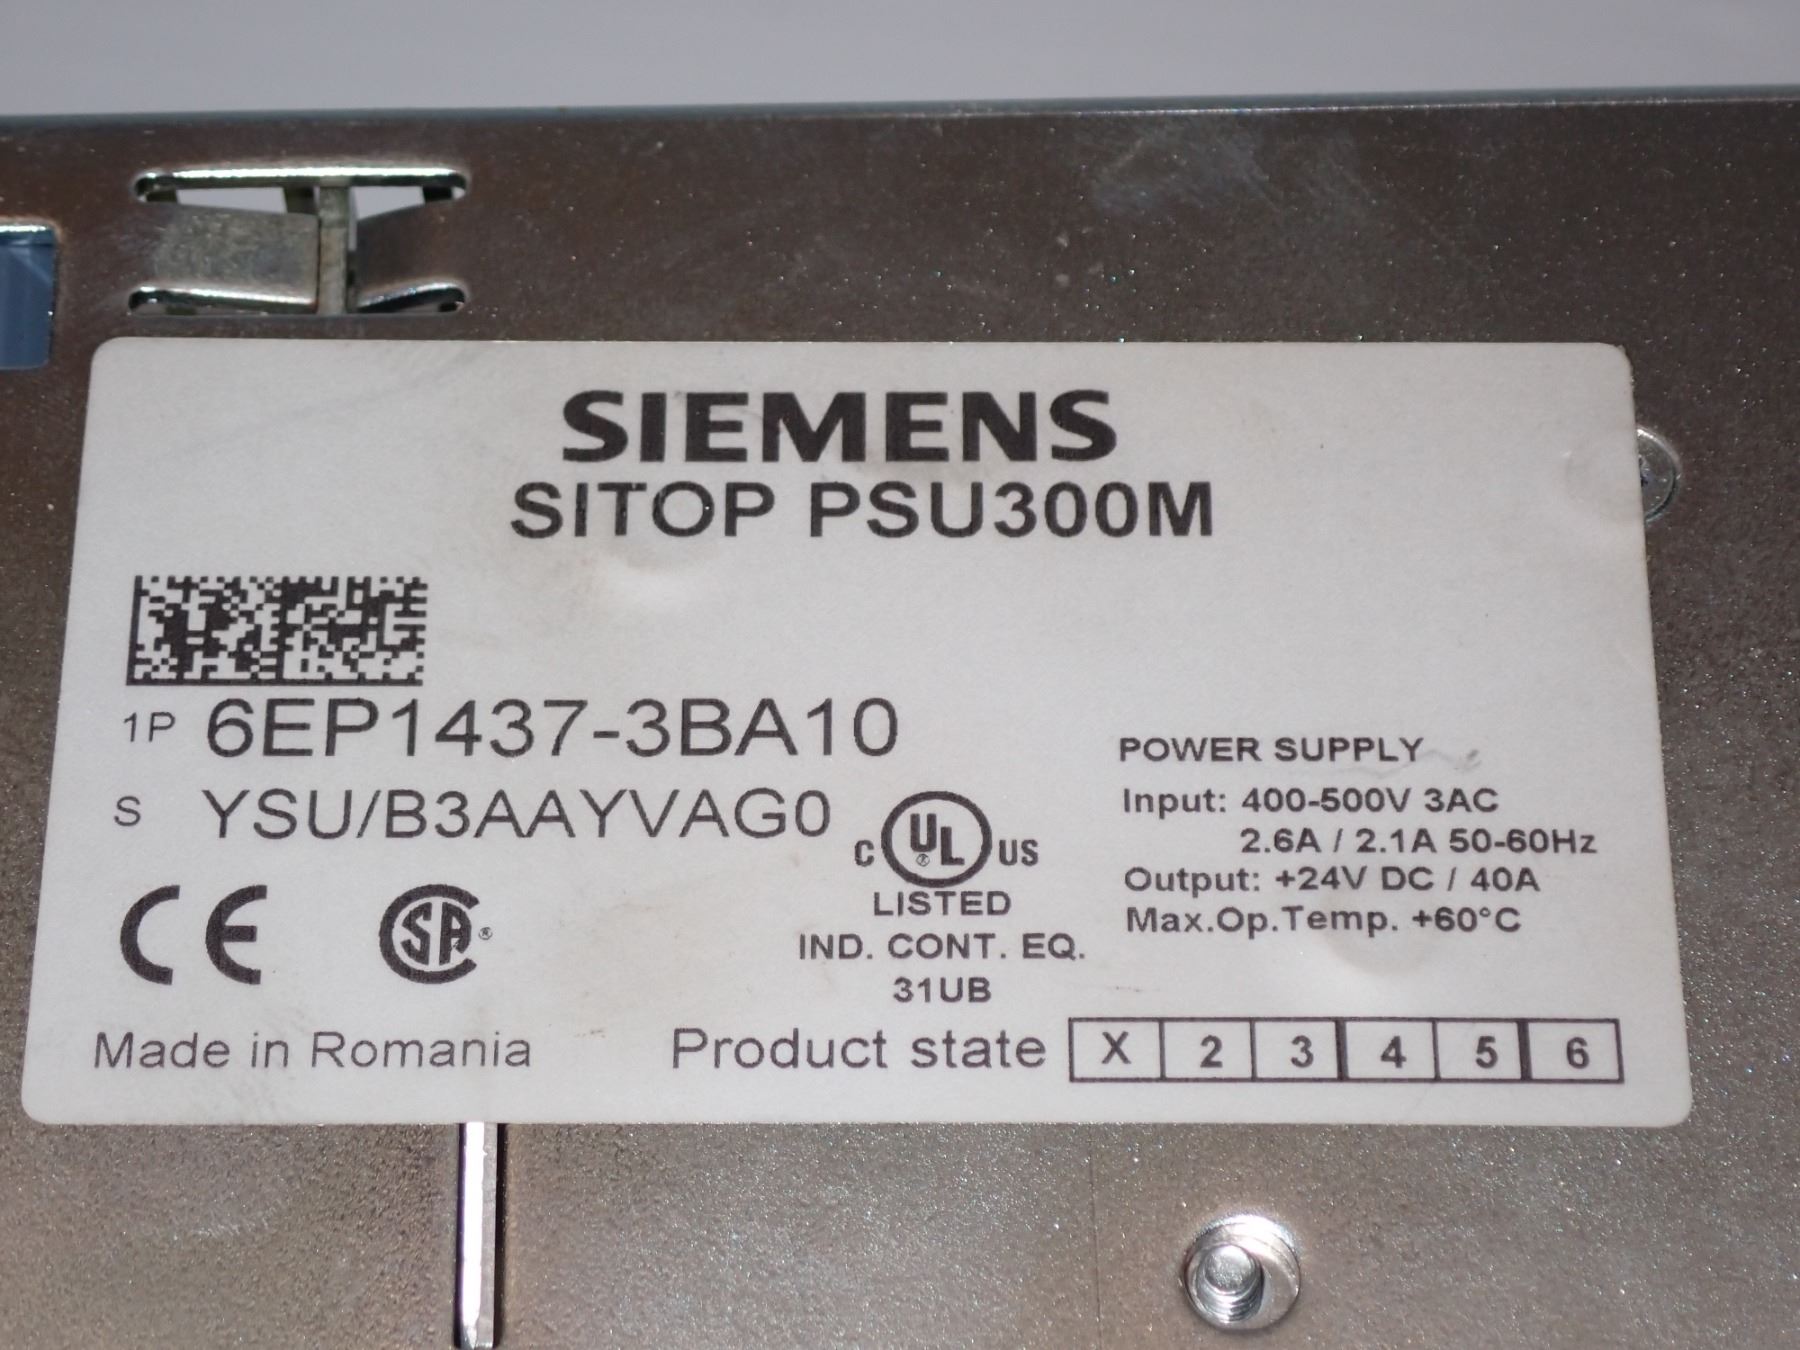 SIEMENS
SITOP PSU300M
1P 6EP1437-3BA10
S YSU/B3AAYVAG0
C UL® US
LISTED
IND. CONT. EQ.
31UB
POWER SUPPLY
Input: 400-500V 3AC
2.6A / 2.1A 50-60Hz
Output: +24V DC / 40A
Max.Op.Temp. +60°C
CE SA®
Made in Romania
Product state X 2 3 4 5 6